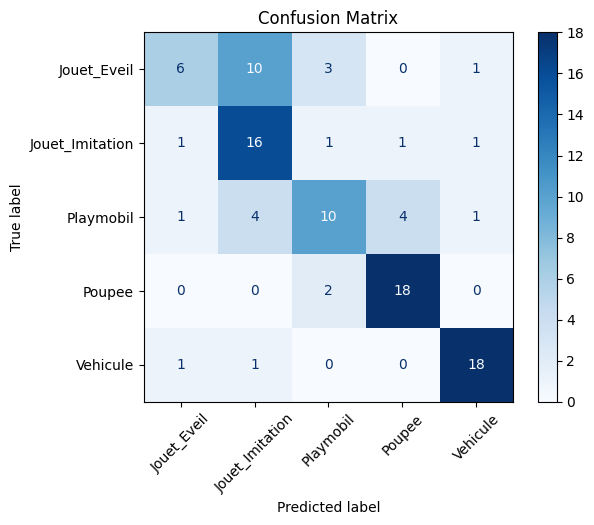 Confusion Matrix
True label
Jouet_Eveil 6 10 3 0 1
Jouet_Imitation 1 16 1 1 1
Playmobil 1 4 10 4 1
Poupee 0 0 2 18 0
Vehicule 1 1 0 0 18
Jouet_Eveil Jouet_Imitation Playmobil Poupee Vehicule
Predicted label
18
16
14
12
10
8
6
4
2
0